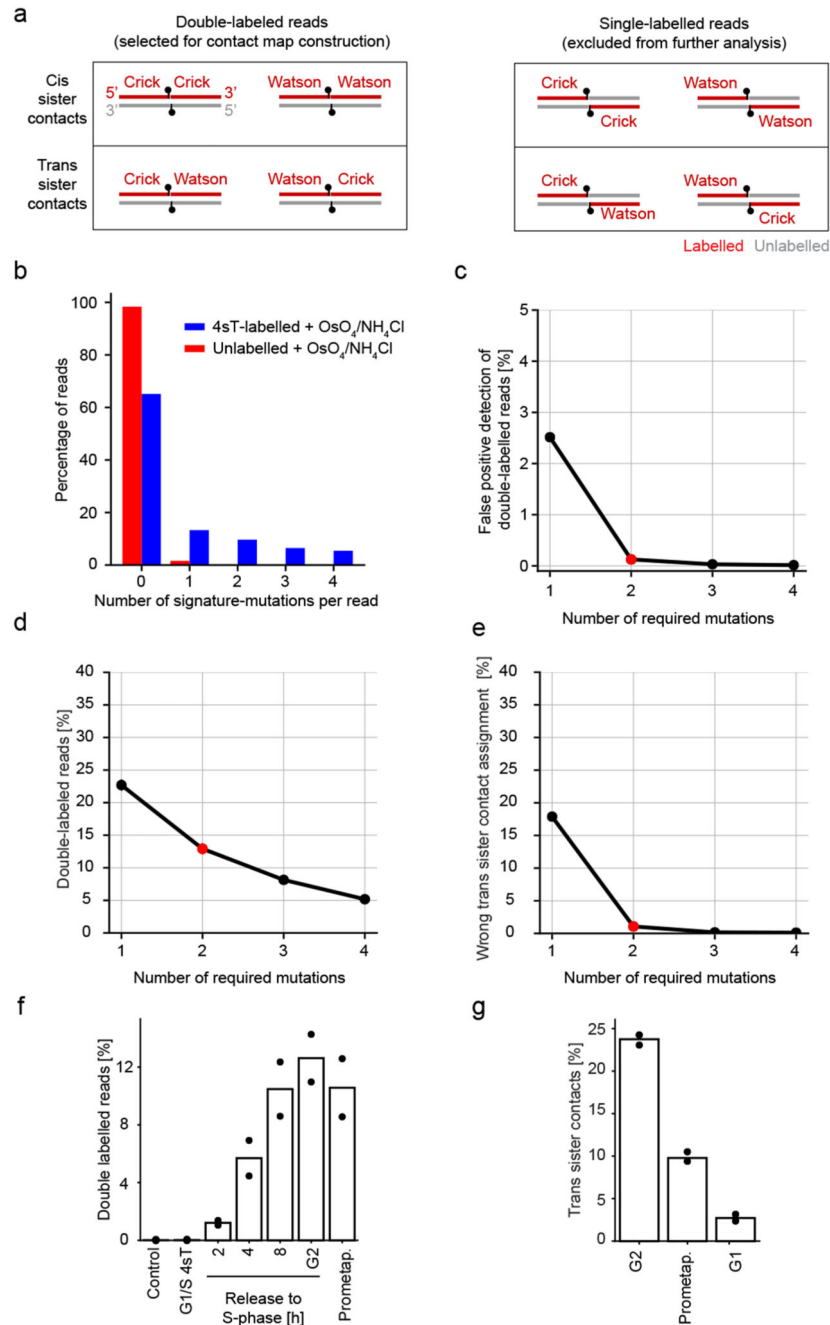 a
Double-labeled reads
(selected for contact map construction)
Single-labelled reads
(excluded from further analysis)
Cis
sister
contacts
5’ Crick Crick 3’
3’ 5’
Watson Watson
Crick
Crick
Watson
Watson
Trans
sister
contacts
Crick Watson
Watson Crick
Crick
Watson
Watson
Crick
Labelled Unlabelled
b
Percentage of reads
100
80
60
40
20
0
4sT-labelled + OsO₄/NH₄Cl
Unlabelled + OsO₄/NH₄Cl
0 1 2 3 4
Number of signature-mutations per read
c
False positive detection of
double-labelled reads [%]
5
4
3
2
1
0
1 2 3 4
Number of required mutations
d
Double-labeled reads [%]
40
35
30
25
20
15
10
5
0
1 2 3 4
Number of required mutations
e
Wrong trans sister contact assignment [%]
40
35
30
25
20
15
10
5
0
1 2 3 4
Number of required mutations
f
Double labelled reads [%]
12
8
4
0
Control
G1/S 4sT
2
4
8
G2
Prometap.
Release to
S-phase [h]
g
Trans sister contacts [%]
25
20
15
10
5
0
G2
Prometap.
G1